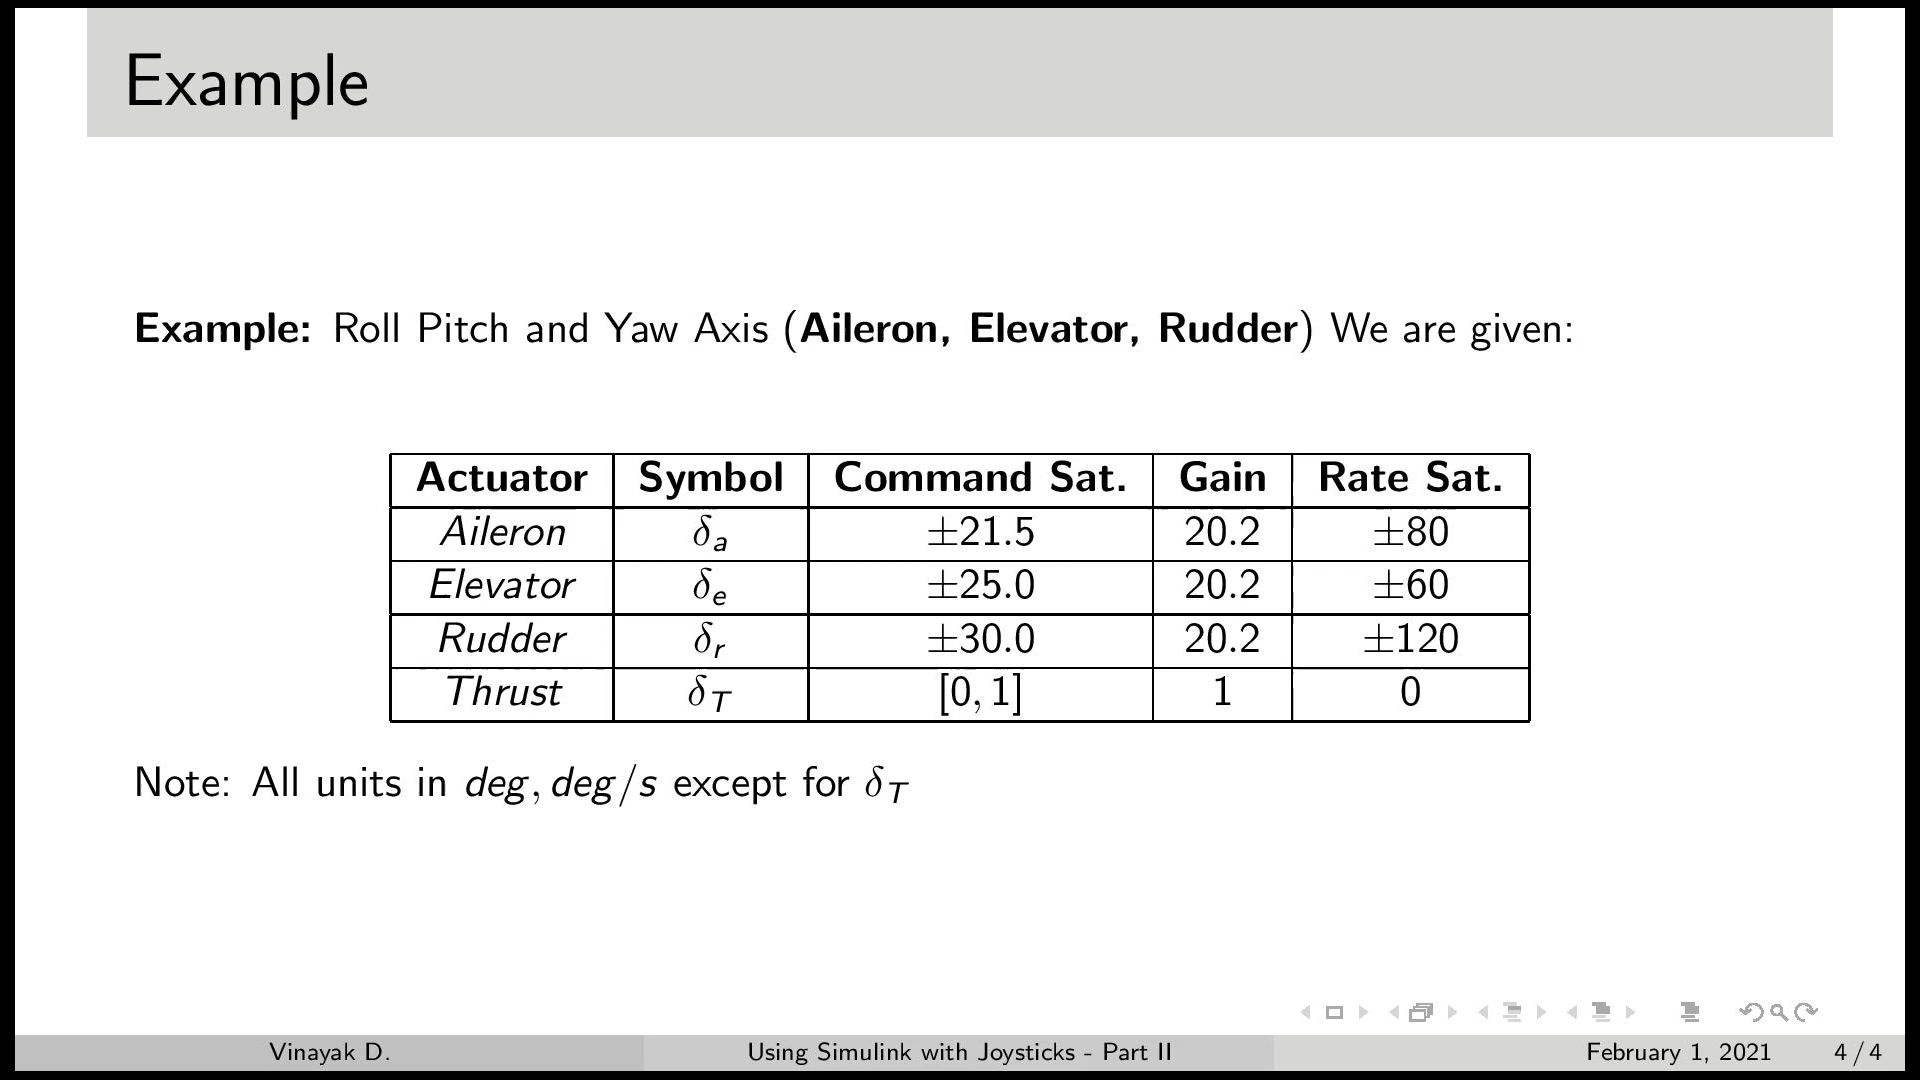 Example
Example: Roll Pitch and Yaw Axis (Aileron, Elevator, Rudder) We are given:
Actuator Symbol Command Sat. Gain Rate Sat.
Aileron δa ±21.5 20.2 ±80
Elevator δe ±25.0 20.2 ±60
Rudder δr ±30.0 20.2 ±120
Thrust δT [0, 1] 1 0
Note: All units in deg, deg/s except for δT
Vinayak D. Using Simulink with Joysticks - Part II February 1, 2021 4 / 4